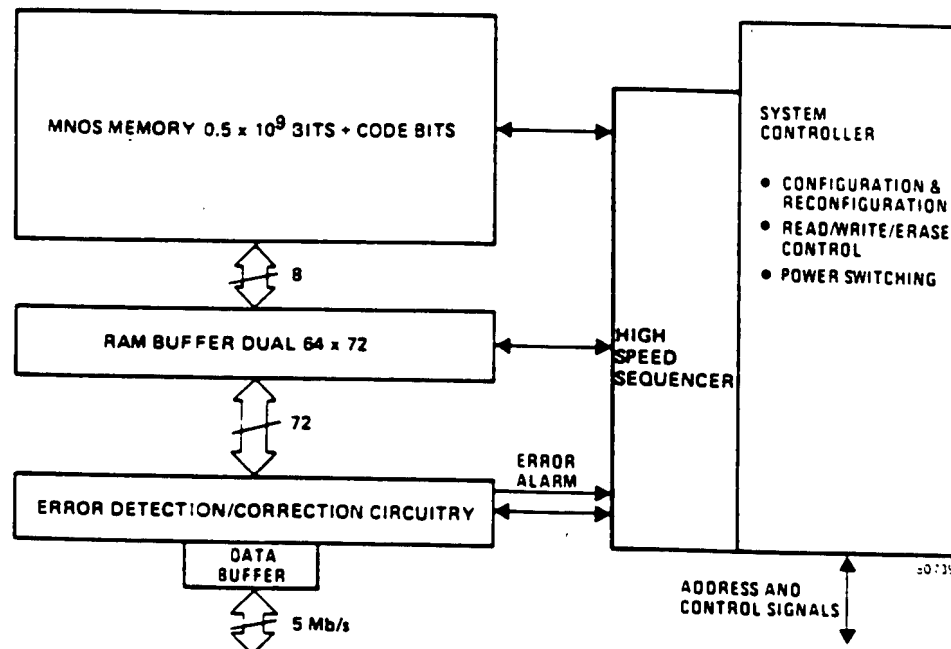 MNOS MEMORY 0.5 x 10⁹ 3ITS + CODE BITS
8
RAM BUFFER DUAL 64 x 72
72
ERROR DETECTION/CORRECTION CIRCUITRY
DATA
BUFFER
5 Mb/s
ERROR
ALARM
HIGH
SPEED
SEQUENCER
SYSTEM
CONTROLLER
• CONFIGURATION &
RECONFIGURATION
• READ/WRITE/ERASE
CONTROL
• POWER SWITCHING
ADDRESS AND
CONTROL SIGNALS